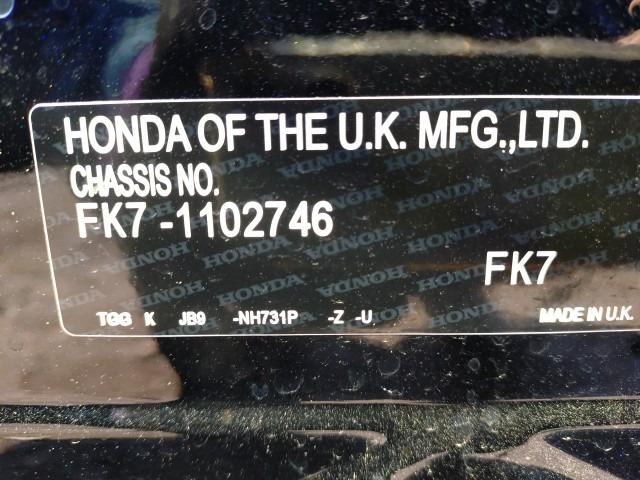 HONDA OF THE U.K. MFG.,LTD.
CHASSIS NO.
FK7 -1102746
FK7
TGG K JB9 -NH731P -Z -U MADE IN U.K.